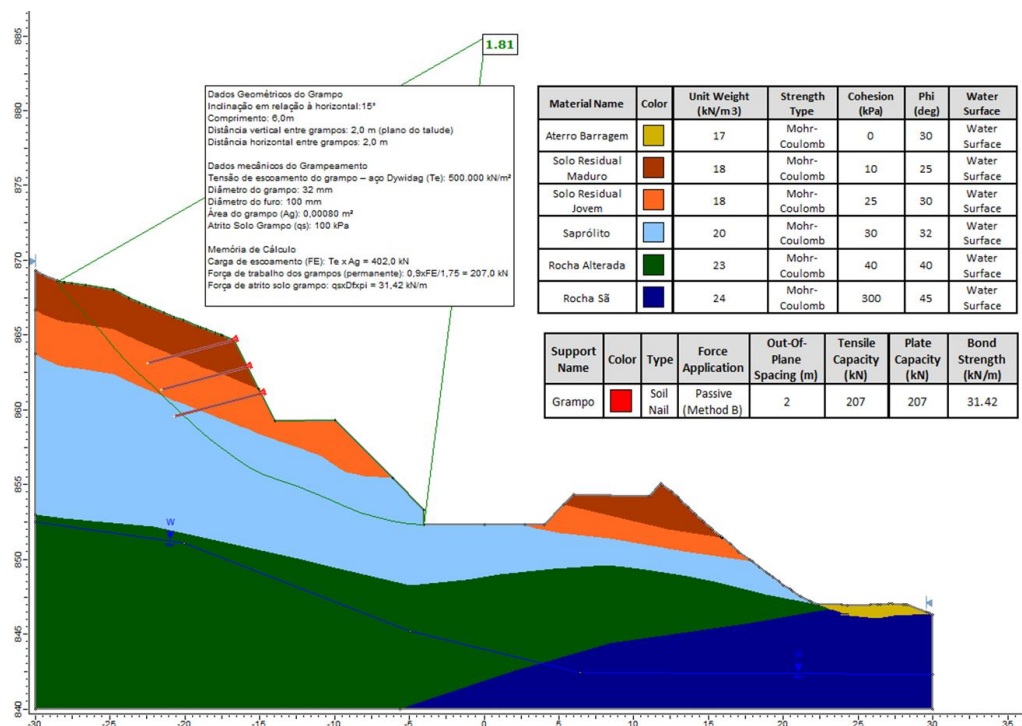 1.81
Dados Geométricos do Grampo
Inclinação em relação à horizontal:15°
Comprimento: 6,0m
Distância vertical entre grampos: 2,0 m (plano do talude)
Distância horizontal entre grampos: 2,0 m
Dados mecânicos do Grampeamento
Tensão de escoamento do grampo – aço Dywidag (Te): 500.000 kN/m²
Diâmetro do grampo: 32 mm
Diâmetro do furo: 100 mm
Área do grampo (Ag): 0,00080 m²
Atrito Solo Grampo (qs): 100 kPa
Memória de Cálculo
Carga de escoamento (FE): Te x Ag = 402,0 kN
Força de trabalho dos grampos (permanente): 0,9xFE/1,75 = 207,0 kN
Força de atrito solo grampo: qsxDfxpi = 31,42 kN/m
Material Name Color Unit Weight (kN/m3) Strength Type Cohesion (kPa) Phi (deg) Water Surface
Aterro Barragem 17 Mohr-Coulomb 0 30 Water Surface
Solo Residual Maduro 18 Mohr-Coulomb 10 25 Water Surface
Solo Residual Jovem 18 Mohr-Coulomb 25 30 Water Surface
Saprólito 20 Mohr-Coulomb 30 32 Water Surface
Rocha Alterada 23 Mohr-Coulomb 40 40 Water Surface
Rocha Sã 24 Mohr-Coulomb 300 45 Water Surface
Support Name Color Type Force Application Out-Of-Plane Spacing (m) Tensile Capacity (kN) Plate Capacity (kN) Bond Strength (kN/m)
Grampo Soil Nail Passive (Method B) 2 207 207 31.42
885
880
875
870
865
860
855
850
845
840
W
-30 -25 -20 -15 -10 -5 0 5 10 15 20 25 30 35